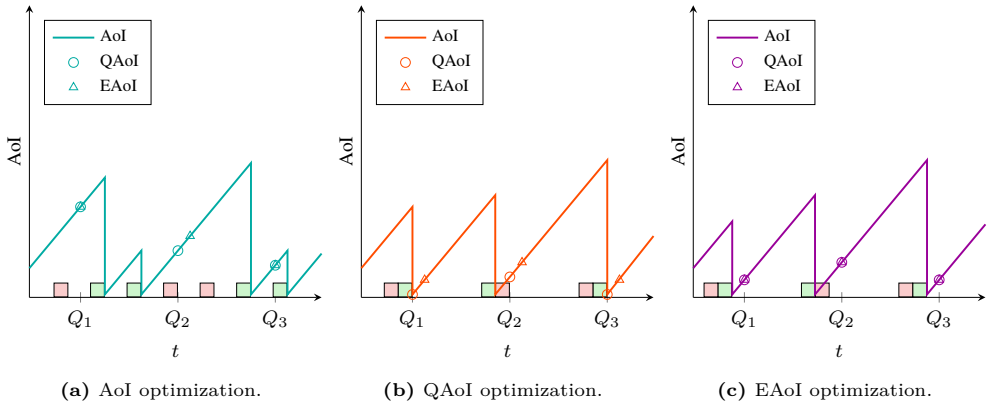 AoI
QAoI
EAoI
AoI
Q1
Q2
Q3
t
(a) AoI optimization.
AoI
QAoI
EAoI
AoI
Q1
Q2
Q3
t
(b) QAoI optimization.
AoI
QAoI
EAoI
AoI
Q1
Q2
Q3
t
(c) EAoI optimization.